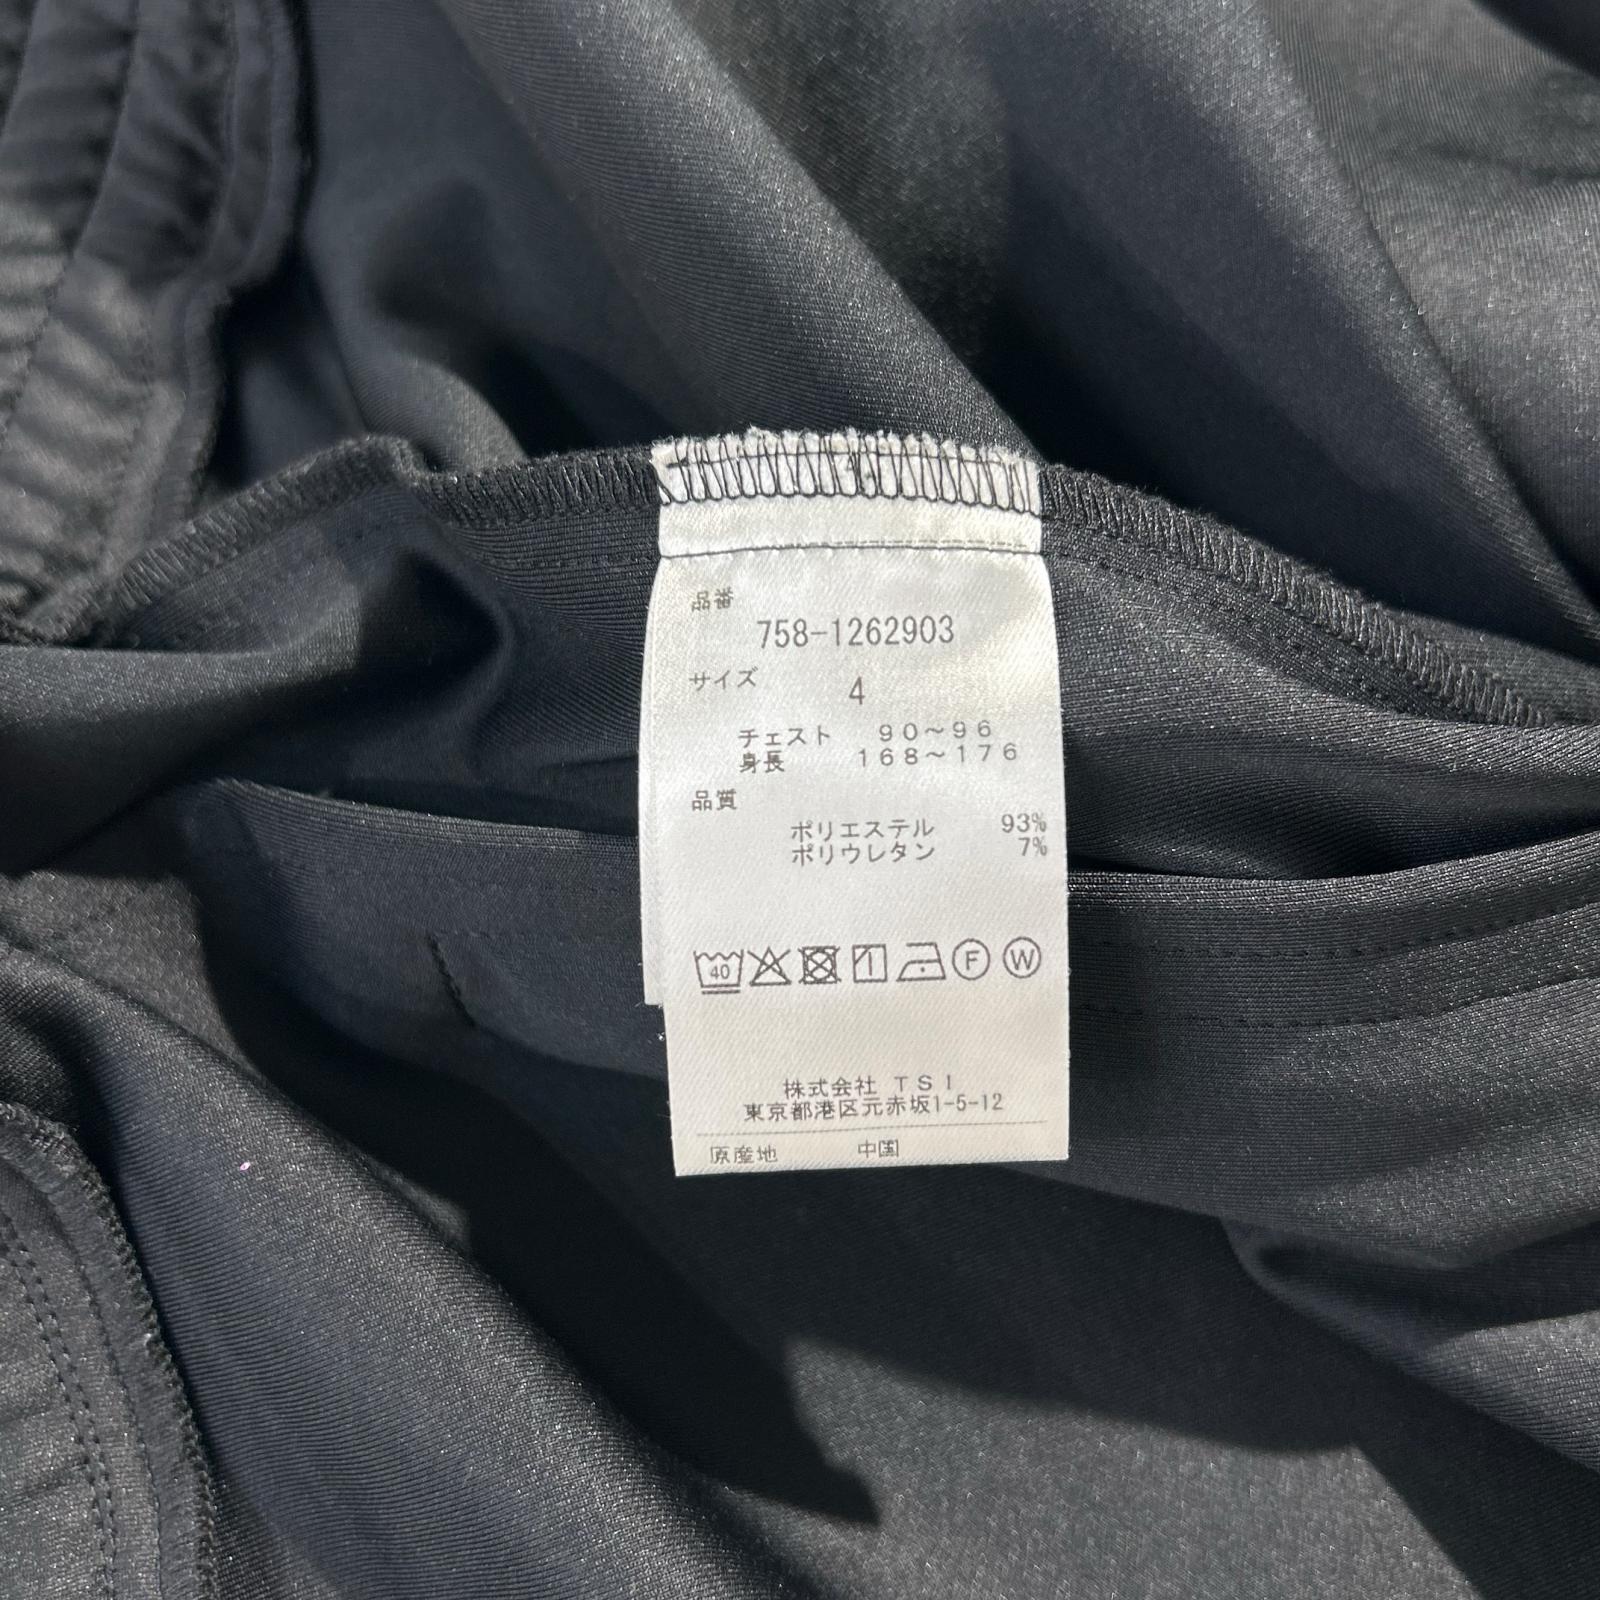 品番
758-1262903
サイズ 4
チェスト 90～96
身長 168～176
品質
ポリエステル 93%
ポリウレタン 7%
40 F W
株式会社 TSI
東京都港区元赤坂1-5-12
原産地 中国